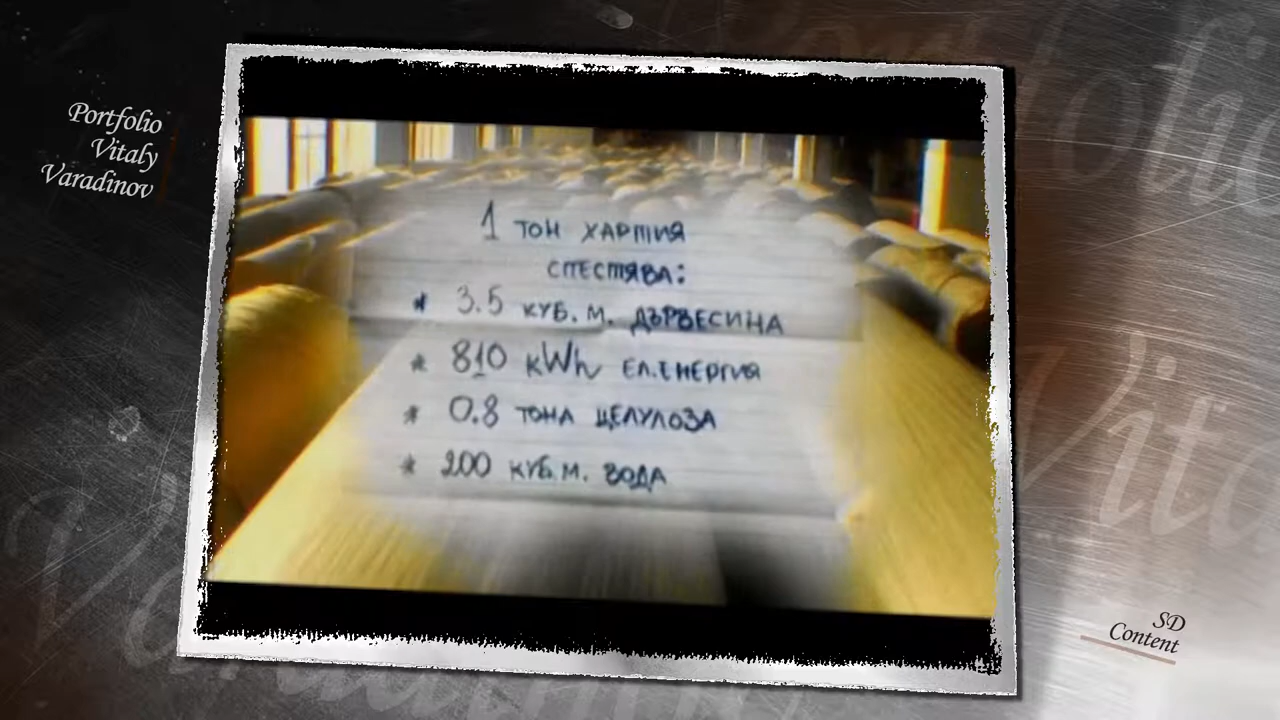 Portfolio
Vitaly
Varadinov
1 ТОН ХАРТИЯ
СПЕСТЯВА:
* 3.5 КУБ. М. ДЪРВЕСИНА
* 810 kWh ЕЛ.ЕНЕРГИЯ
* 0.8 ТОНА ЦЕЛУЛОЗА
* 200 КУБ.М. ВОДА
SD
Content